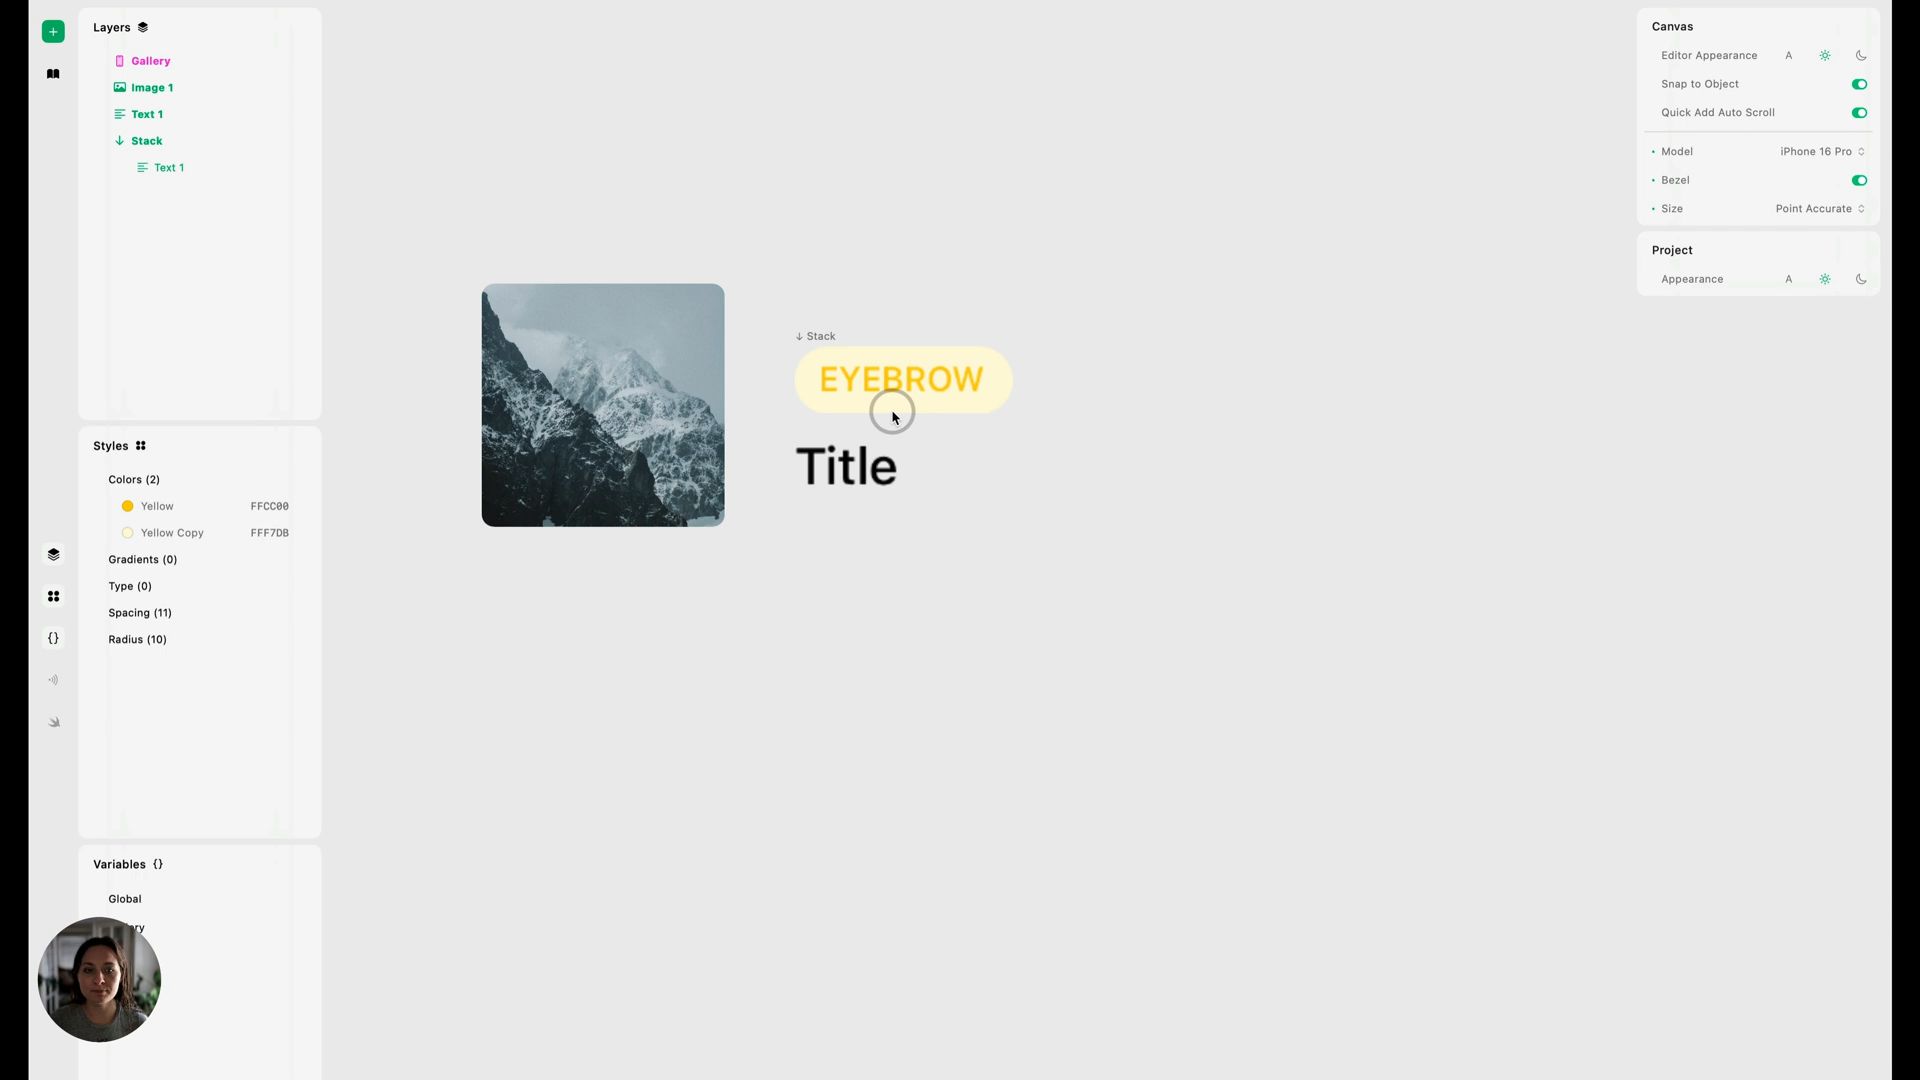 Layers
Gallery
Image 1
Text 1
Stack
Text 1
Styles
Colors (2)
Yellow FFCC00
Yellow Copy FFF7DB
Gradients (0)
Type (0)
Spacing (11)
Radius (10)
Variables {}
Global
Stack
EYEBROW
Title
Canvas
Editor Appearance A
Snap to Object
Quick Add Auto Scroll
Model iPhone 16 Pro
Bezel
Size Point Accurate
Project
Appearance A